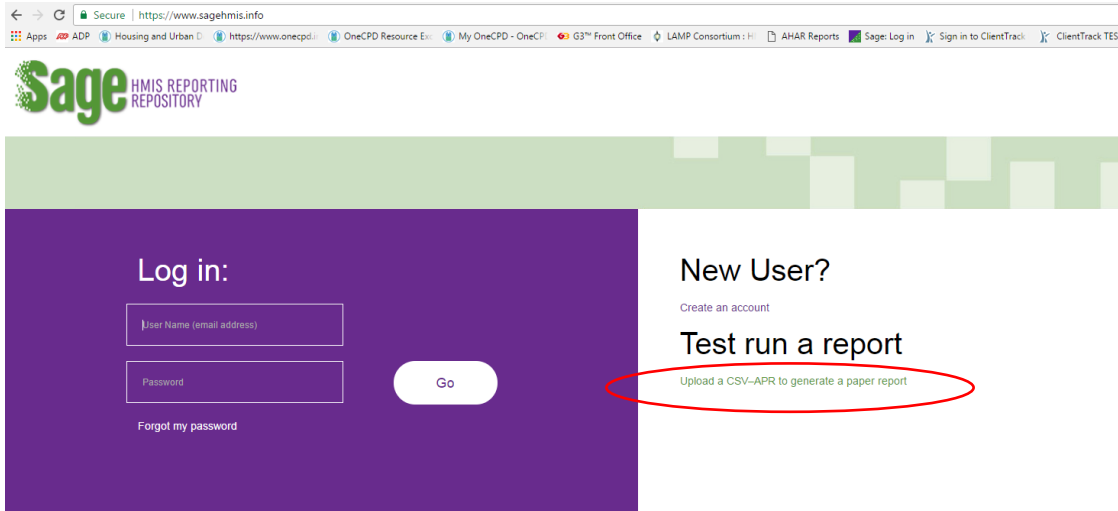 Secure | https://www.sagehmis.info
Apps ADP Housing and Urban D https://www.onecpd.i OneCPD Resource Ex My OneCPD - OneCP G3™ Front Office LAMP Consortium : H AHAR Reports Sage: Log in Sign in to ClientTrack ClientTrack TES
Sage HMIS REPORTING
REPOSITORY
Log in:
User Name (email address)
Password
Go
Forgot my password
New User?
Create an account
Test run a report
Upload a CSV–APR to generate a paper report